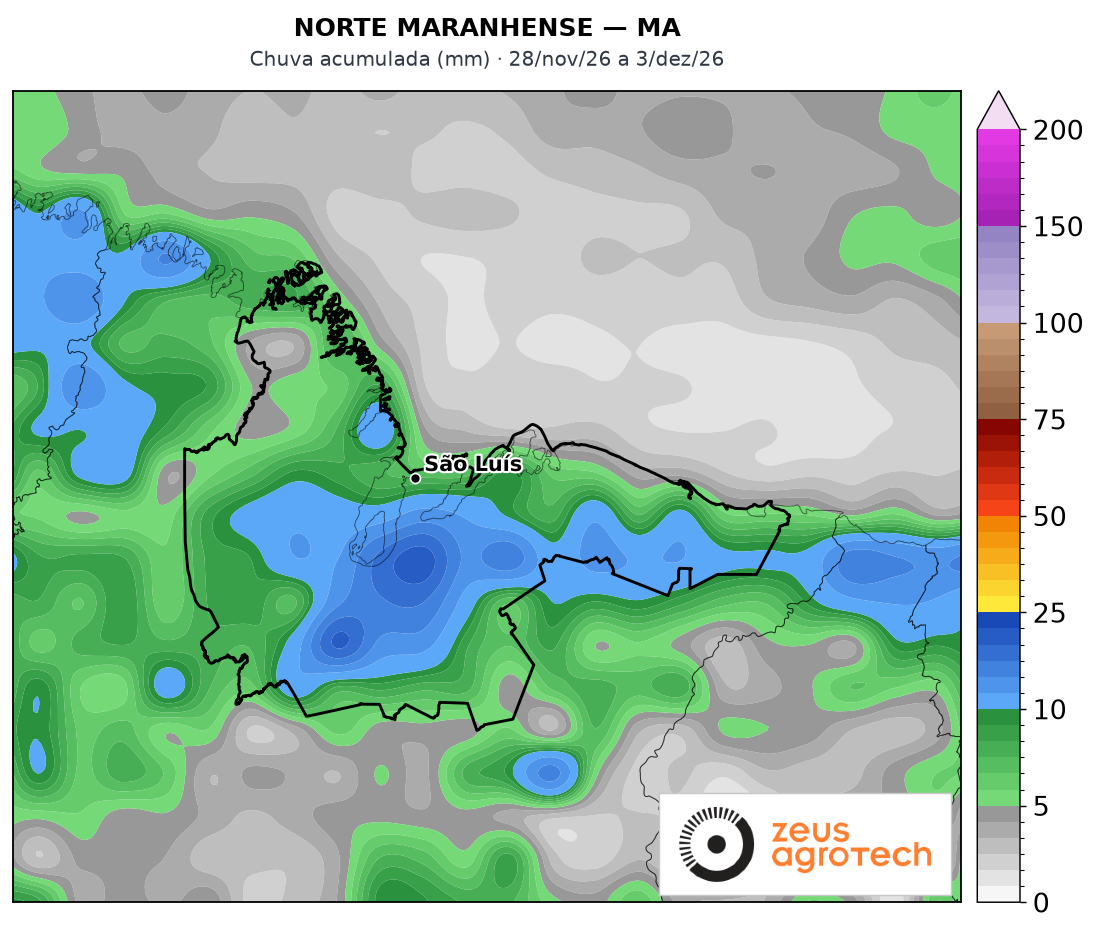 NORTE MARANHENSE — MA
Chuva acumulada (mm) · 28/nov/26 a 3/dez/26
200
150
100
75
50
25
10
5
0
São Luís
zeus
agrotech